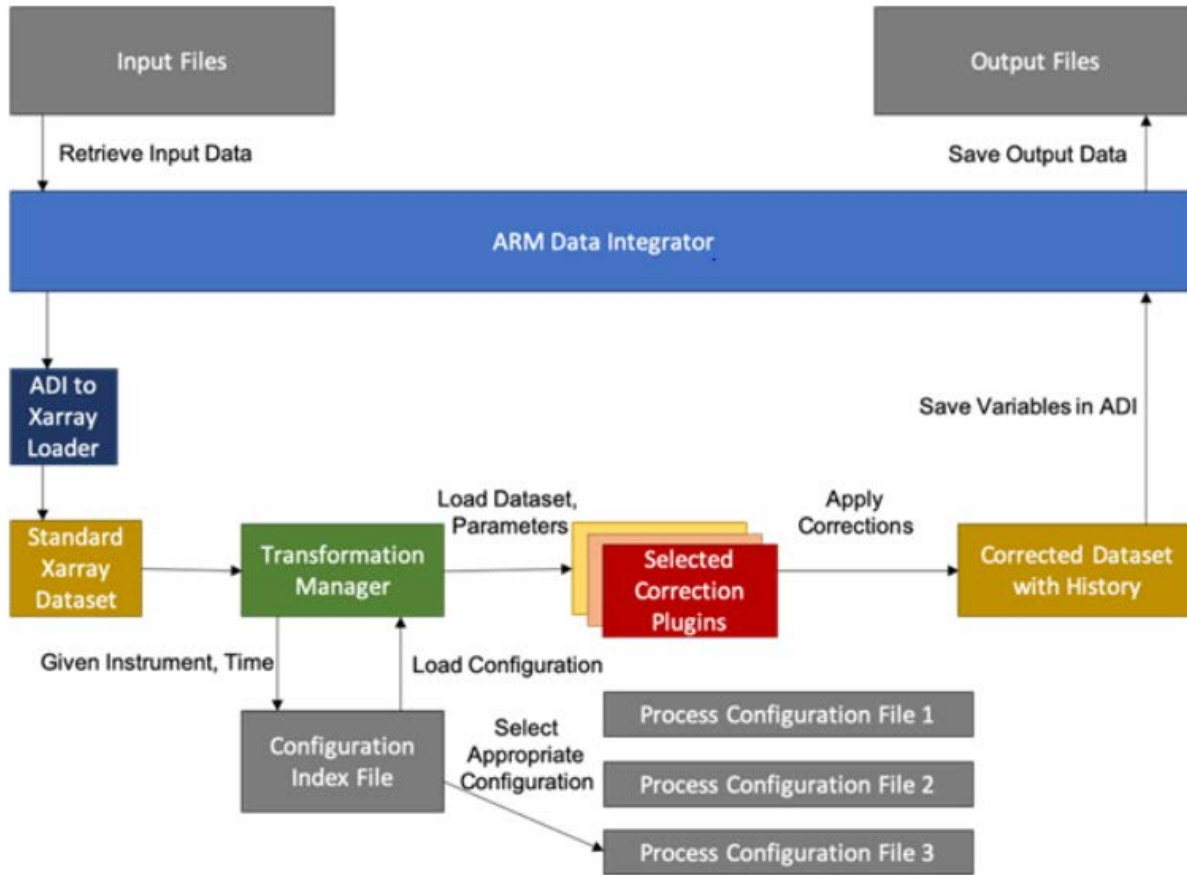 Input Files
Output Files
Retrieve Input Data
Save Output Data
ARM Data Integrator
ADI to
Xarray
Loader
Save Variables in ADI
Standard
Xarray
Dataset
Transformation
Manager
Load Dataset,
Parameters
Selected
Correction
Plugins
Apply
Corrections
Corrected Dataset
with History
Given Instrument, Time
Load Configuration
Configuration
Index File
Select
Appropriate
Configuration
Process Configuration File 1
Process Configuration File 2
Process Configuration File 3